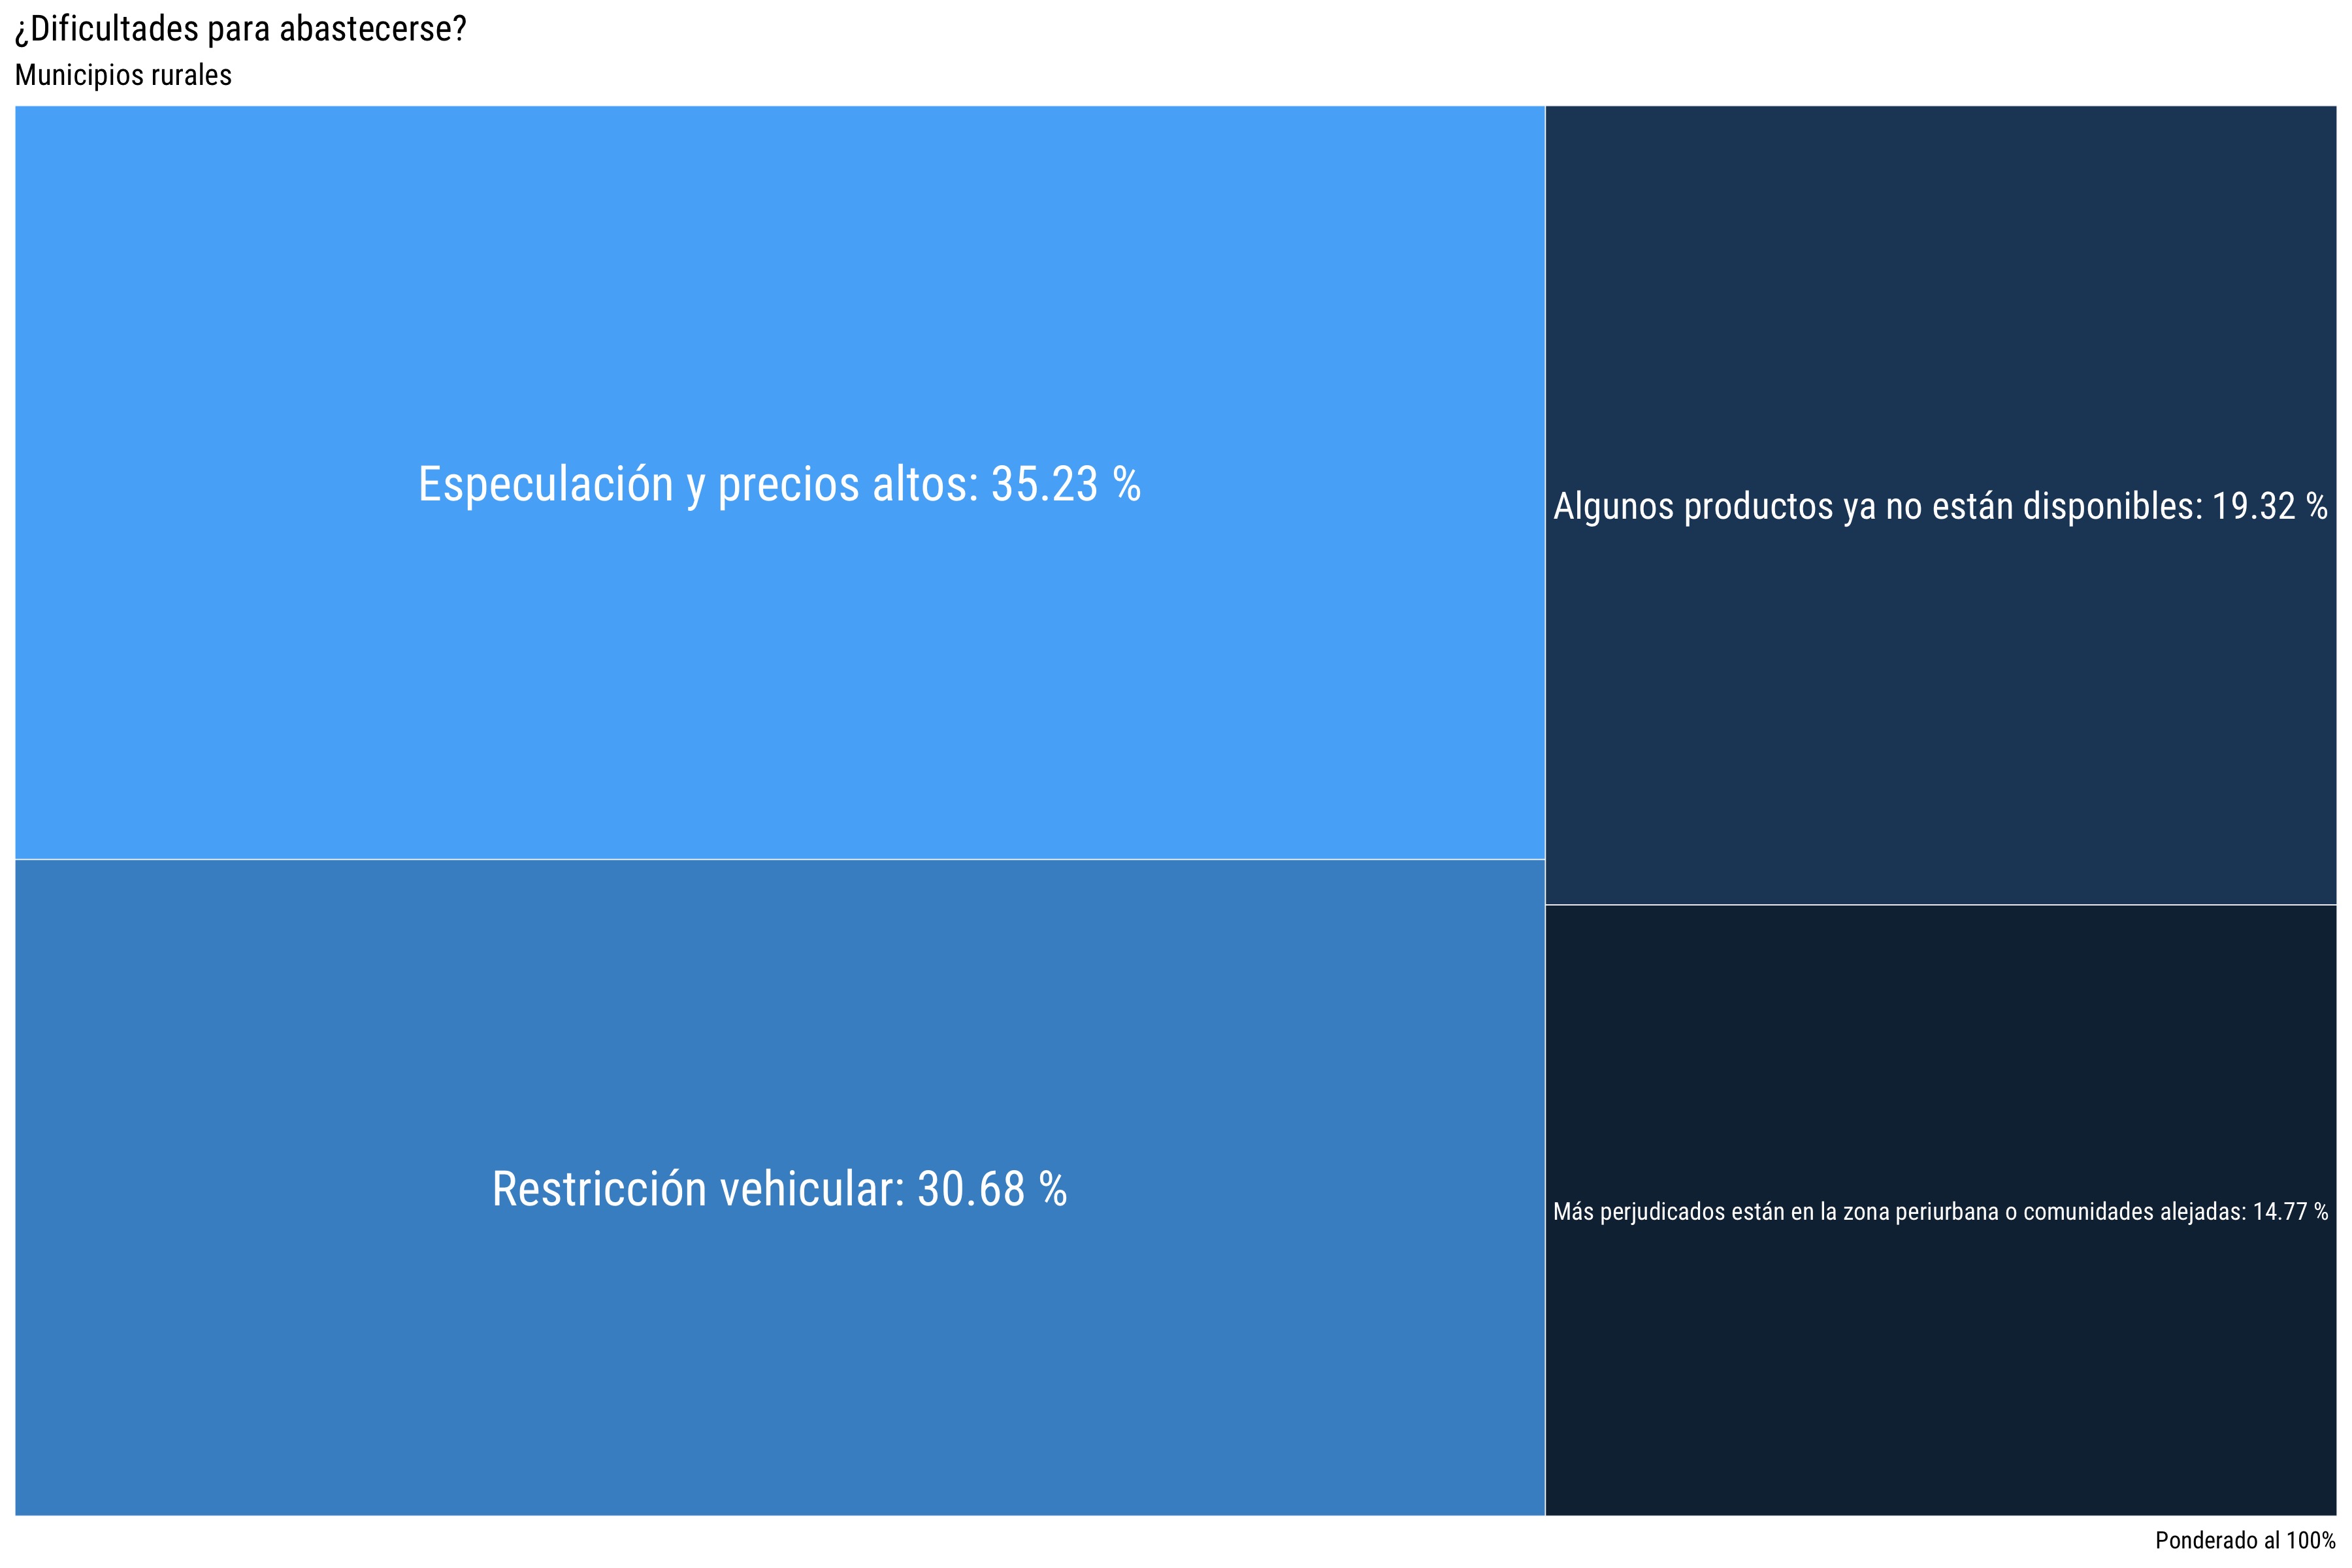 ¿Dificultades para abastecerse?
Municipios rurales
Especulación y precios altos: 35.23 %
Algunos productos ya no están disponibles: 19.32 %
Restricción vehicular: 30.68 %
Más perjudicados están en la zona periurbana o comunidades alejadas: 14.77 %
Ponderado al 100%